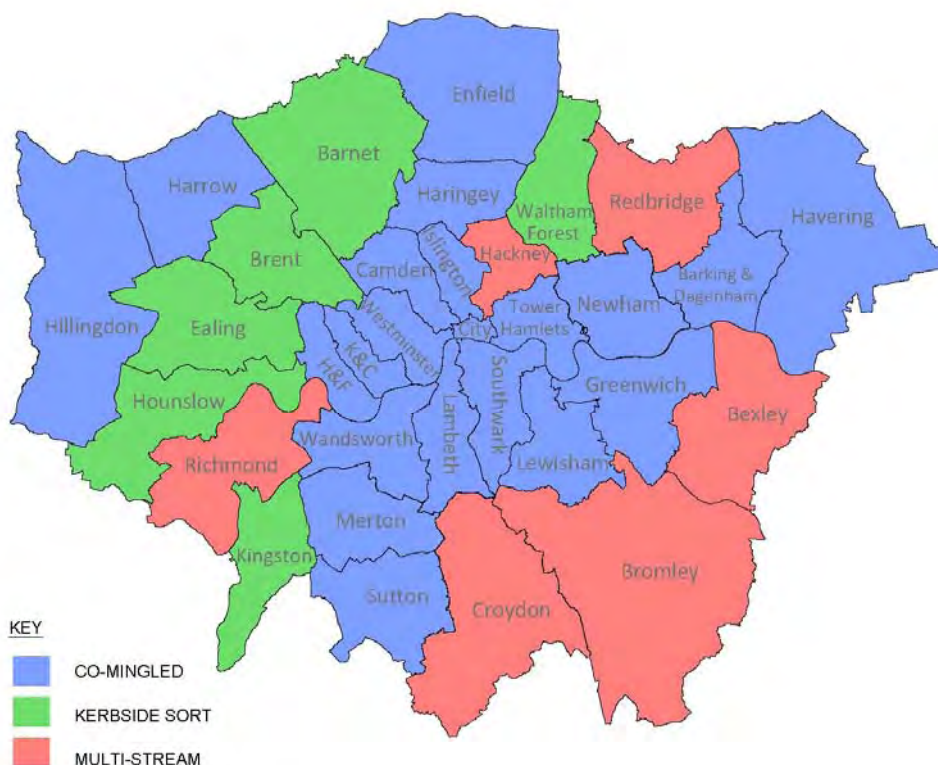 Enfield
Barnet
Harrow
Haringey
Waltham
Forest
Redbridge
Havering
Islington
Hackney
Brent
Camden
Barking &
Dagenham
Hillingdon
Ealing
Westminster
City
Tower
Hamlets
Newham
K&C
H&F
Hounslow
Southwark
Greenwich
Lambeth
Bexley
Richmond
Wandsworth
Lewisham
Merton
Kingston
Bromley
Sutton
Croydon
KEY
CO-MINGLED
KERBSIDE SORT
MULTI-STREAM